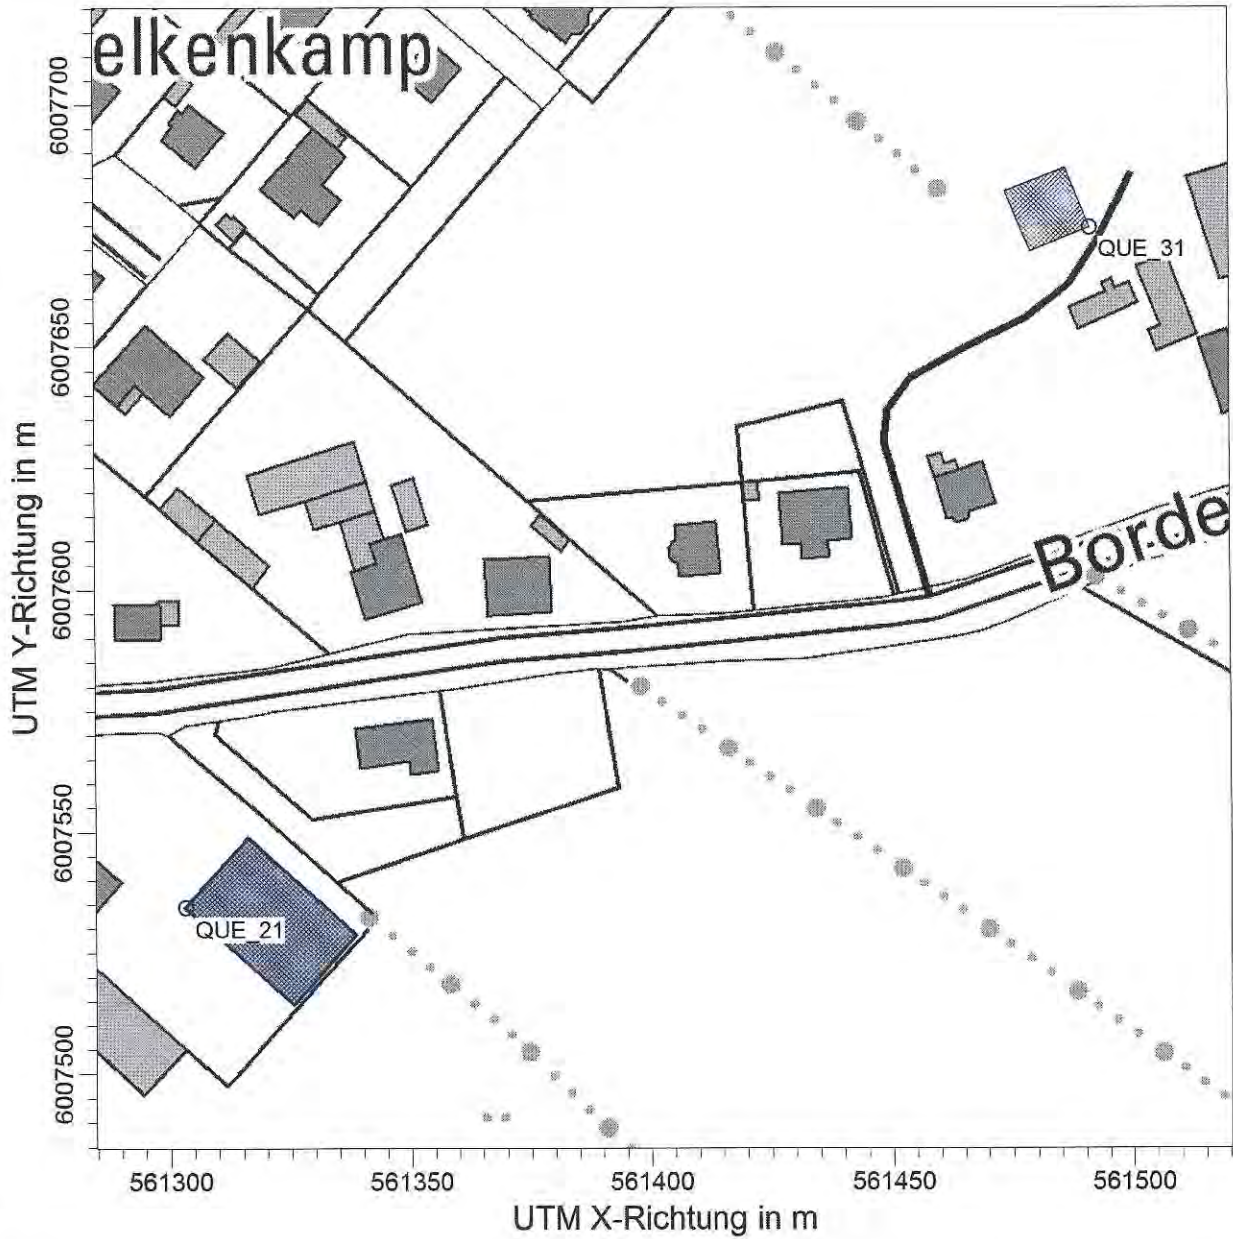 elkenkamp
6007700
QUE_31
6007650
UTM Y-Richtung in m
Borde
6007600
6007550
QUE_21
6007500
561300
561350
561400
561450
561500
UTM X-Richtung in m